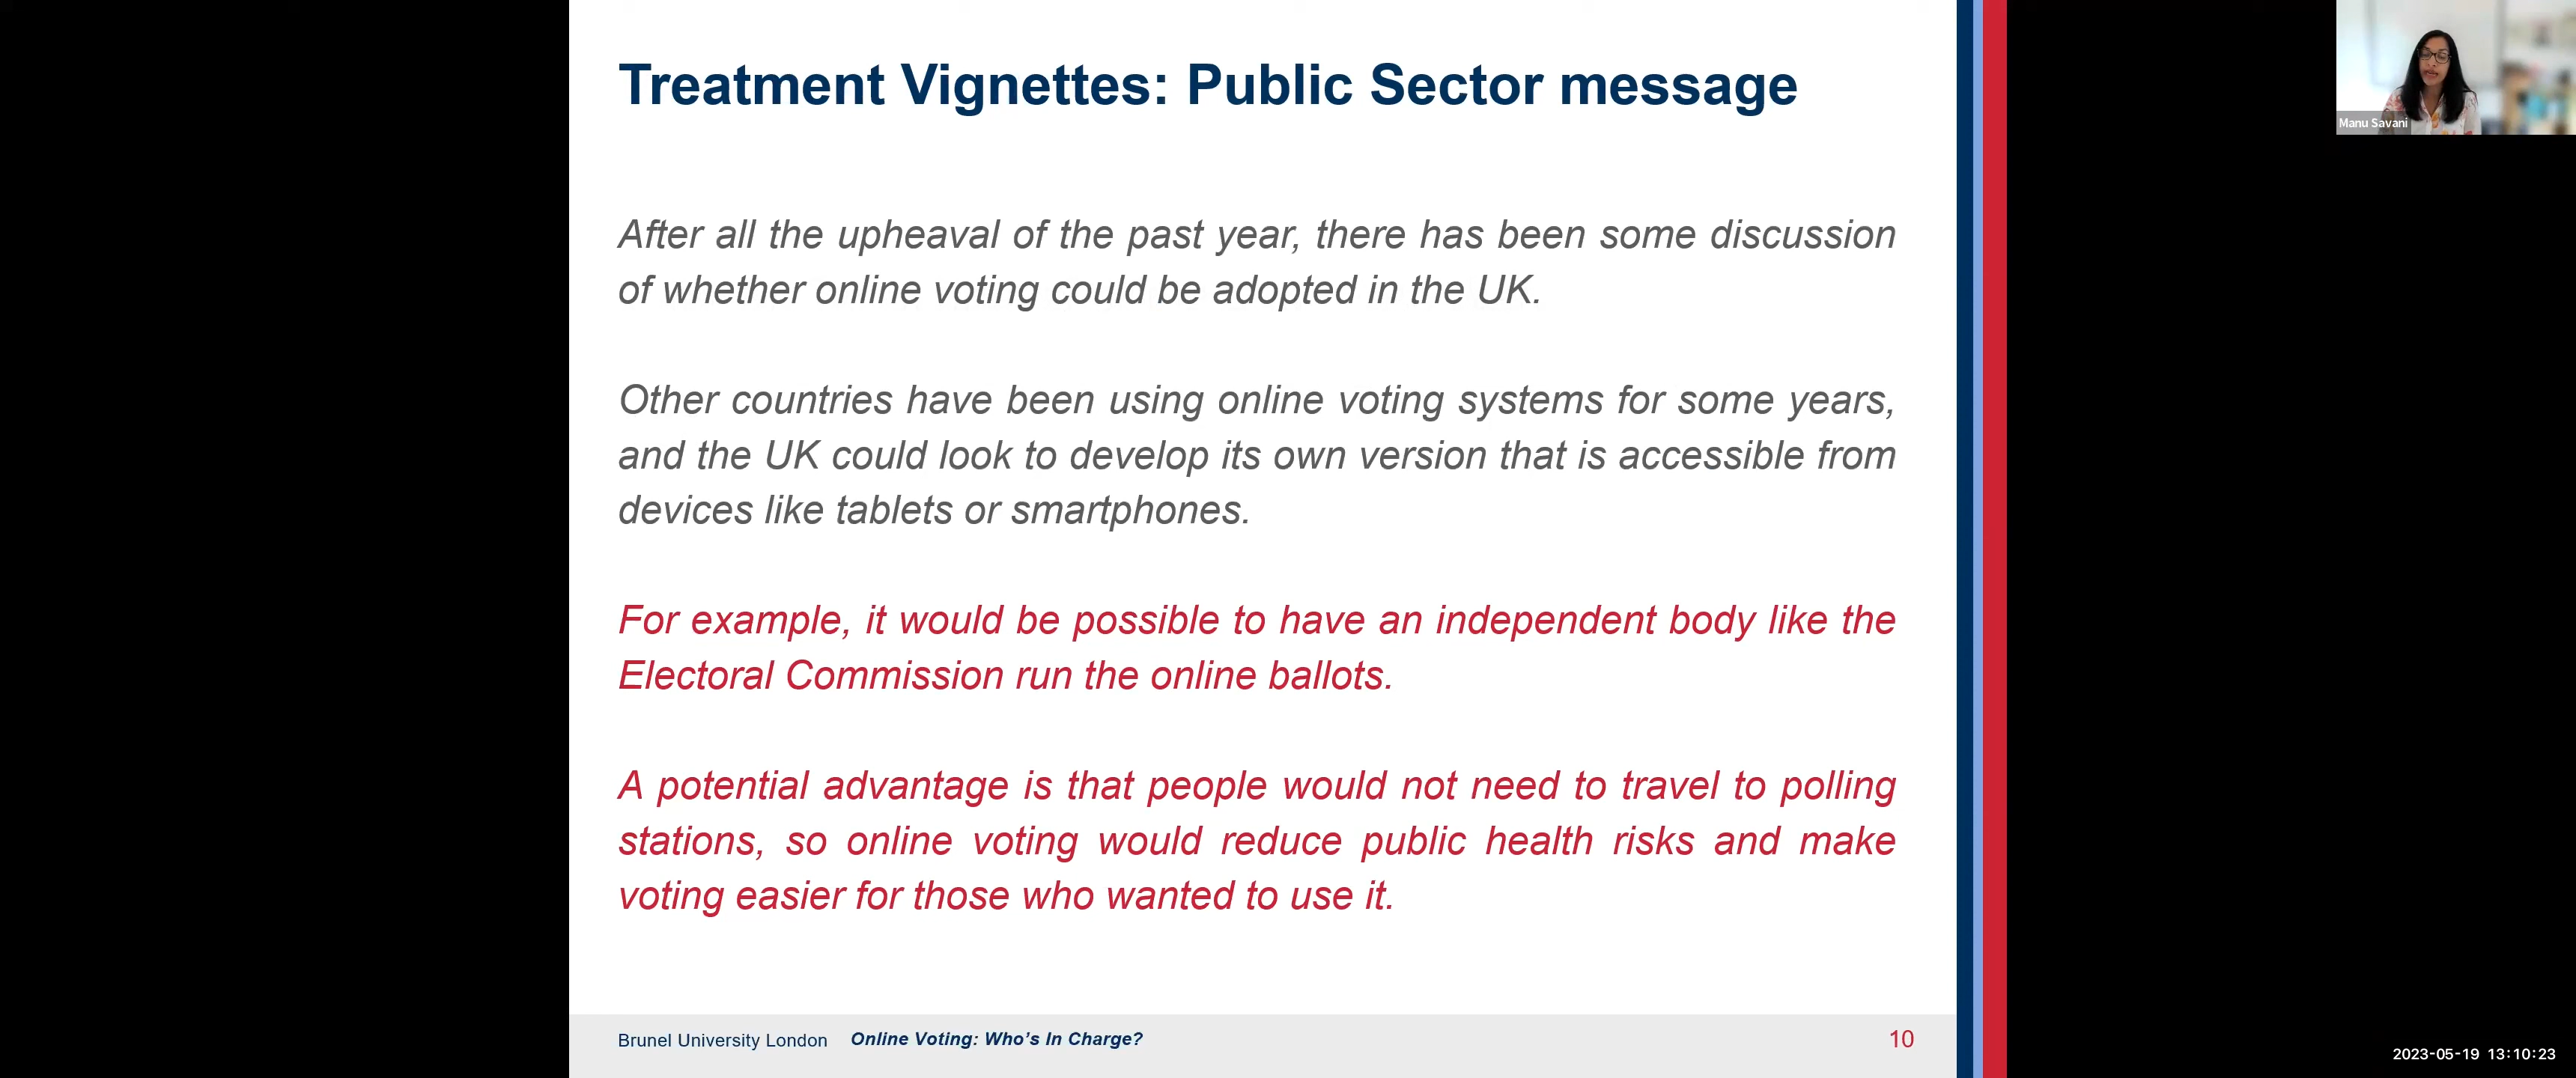 Treatment Vignettes: Public Sector message
Manu Savani
After all the upheaval of the past year, there has been some discussion
of whether online voting could be adopted in the UK.
Other countries have been using online voting systems for some years,
and the UK could look to develop its own version that is accessible from
devices like tablets or smartphones.
For example, it would be possible to have an independent body like the
Electoral Commission run the online ballots.
A potential advantage is that people would not need to travel to polling
stations, so online voting would reduce public health risks and make
voting easier for those who wanted to use it.
Brunel University London Online Voting: Who's In Charge? 10
2023-05-19 13:10:23